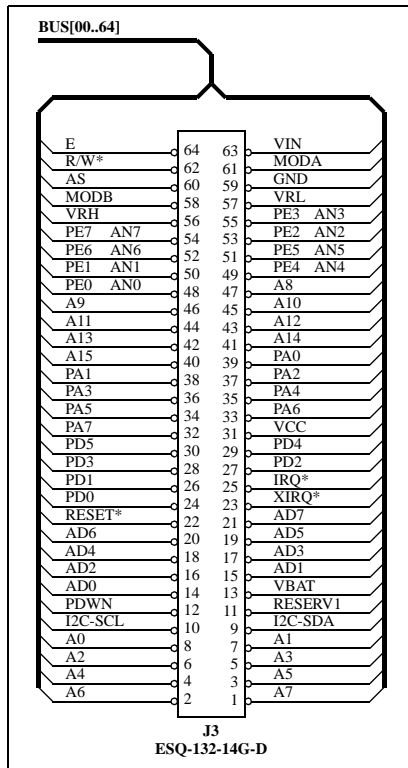 BUS[00..64]
E 64 63 VIN
R/W* 62 61 MODA
AS 60 59 GND
MODB 58 57 VRL
VRH 56 55 PE3 AN3
PE7 AN7 54 53 PE2 AN2
PE6 AN6 52 51 PE5 AN5
PE1 AN1 50 49 PE4 AN4
PE0 AN0 48 47 A8
A9 46 45 A10
A11 44 43 A12
A13 42 41 A14
A15 40 39 PA0
PA1 38 37 PA2
PA3 36 35 PA4
PA5 34 33 PA6
PA7 32 31 VCC
PD5 30 29 PD4
PD3 28 27 PD2
PD1 26 25 IRQ*
PD0 24 23 XIRQ*
RESET* 22 21 AD7
AD6 20 19 AD5
AD4 18 17 AD3
AD2 16 15 AD1
AD0 14 13 VBAT
PDWN 12 11 RESERV1
I2C-SCL 10 9 I2C-SDA
A0 8 7 A1
A2 6 5 A3
A4 4 3 A5
A6 2 1 A7
J3
ESQ-132-14G-D